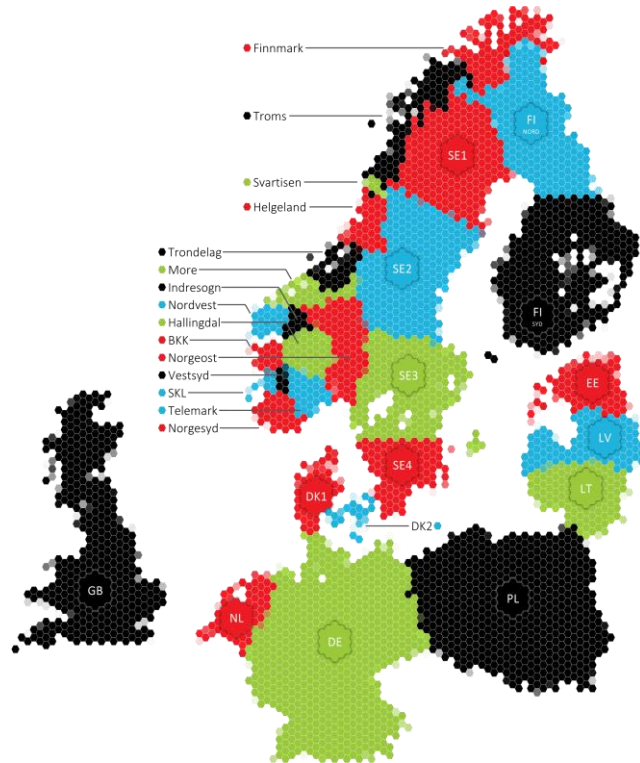 Finnmark
FI
NORD
Troms
SE1
Svartisen
Helgeland
Trondelag
More
SE2
Indresogn
Nordvest
FI
SYD
Hallingdal
BKK
Norgeost
Vestsyd
SE3
EE
SKL
Telemark
Norgesyd
LV
SE4
LT
DK1
DK2
GB
PL
NL
DE